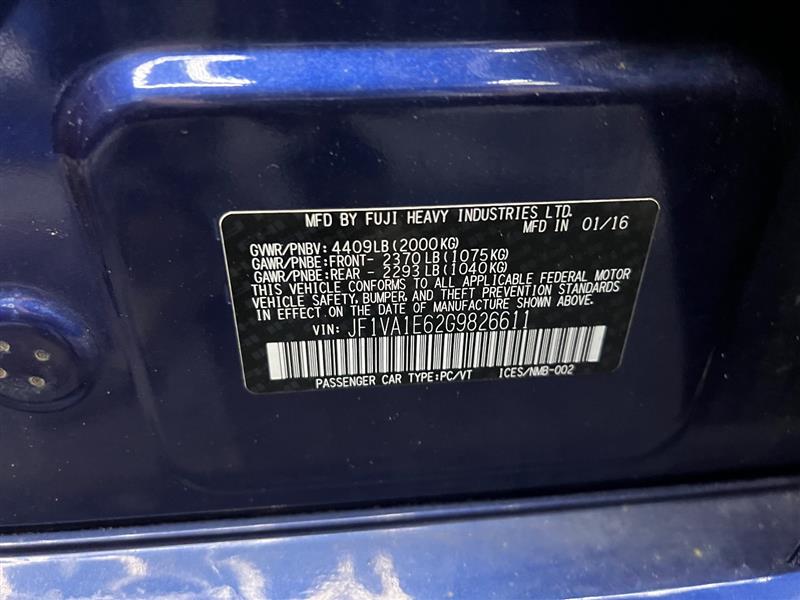 MFD BY FUJI HEAVY INDUSTRIES LTD.
MFD IN 01/16
GVWR/PNBV: 4409LB(2000KG)
GAWR/PNBE:FRONT- 2370LB(1075KG)
GAWR/PNBE:REAR - 2293LB(1040KG)
THIS VEHICLE CONFORMS TO ALL APPLICABLE FEDERAL MOTOR
VEHICLE SAFETY, BUMPER, AND THEFT PREVENTION STANDARDS
IN EFFECT ON THE DATE OF MANUFACTURE SHOWN ABOVE.
VIN: JF1VA1E62G9826611
PASSENGER CAR TYPE:PC/VT ICES/NMB-002